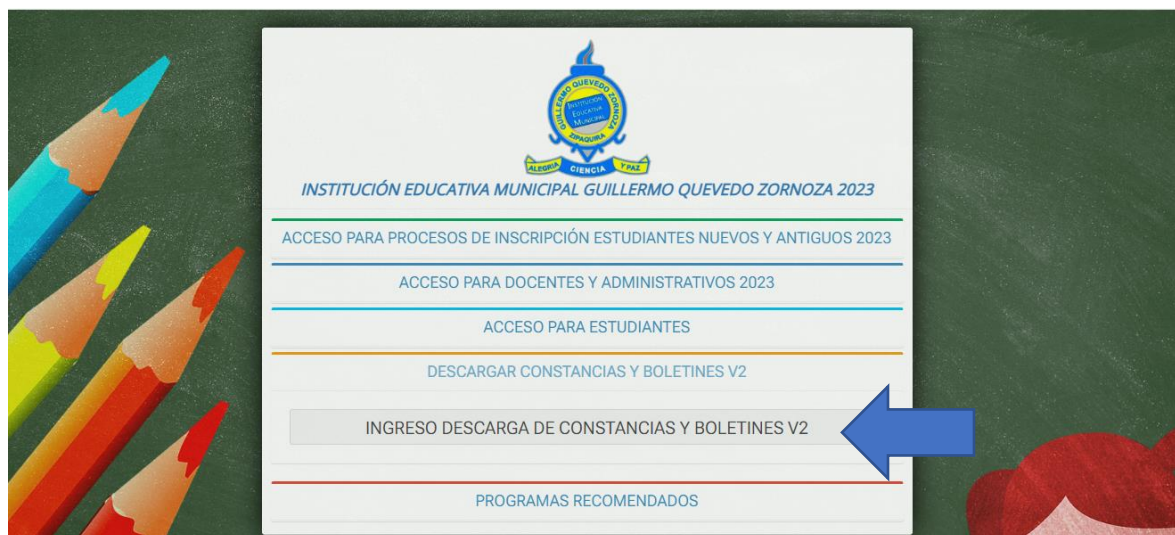 GUILLERMO QUEVEDO ZORNOZA
INSTITUCIÓN
EDUCATIVA
MUNICIPAL
ZIPAQUIRA
ALEGRIA CIENCIA Y PAZ
INSTITUCIÓN EDUCATIVA MUNICIPAL GUILLERMO QUEVEDO ZORNOZA 2023
ACCESO PARA PROCESOS DE INSCRIPCIÓN ESTUDIANTES NUEVOS Y ANTIGUOS 2023
ACCESO PARA DOCENTES Y ADMINISTRATIVOS 2023
ACCESO PARA ESTUDIANTES
DESCARGAR CONSTANCIAS Y BOLETINES V2
INGRESO DESCARGA DE CONSTANCIAS Y BOLETINES V2
PROGRAMAS RECOMENDADOS